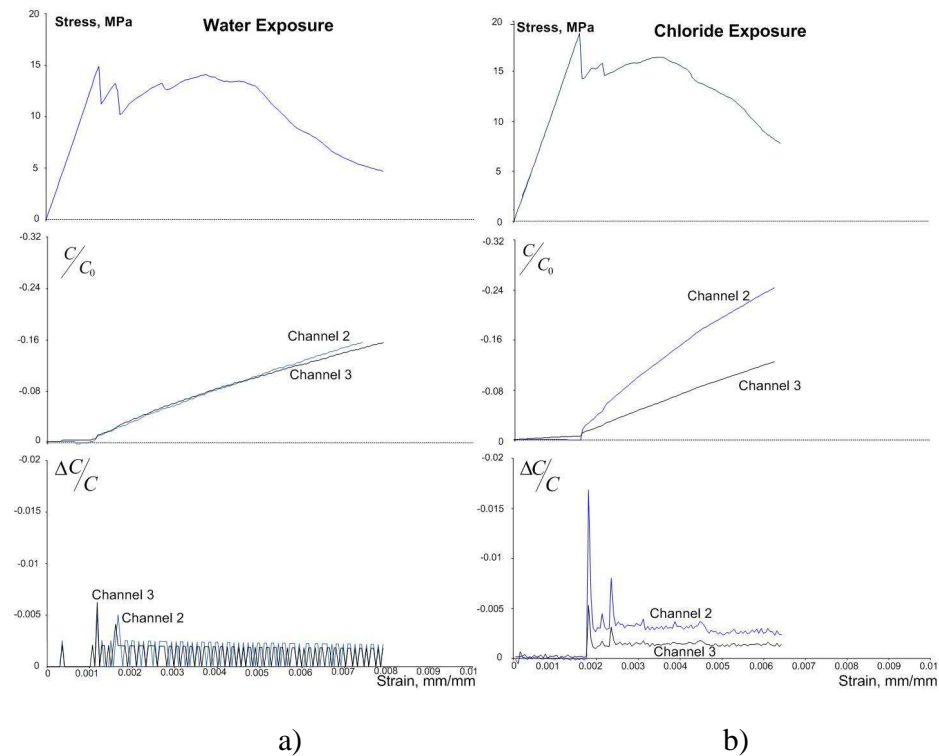 Stress, MPa
Water Exposure
20
15
10
5
0
-0.32
C/C0
-0.24
-0.16
-0.08
0
Channel 2
Channel 3
-0.02
ΔC/C
-0.015
-0.01
-0.005
0
Channel 3
Channel 2
0 0.001 0.002 0.003 0.004 0.005 0.006 0.007 0.008 0.009 0.01
Strain, mm/mm
a)
Stress, MPa
Chloride Exposure
20
15
10
5
0
-0.32
C/C0
-0.24
-0.16
-0.08
0
Channel 2
Channel 3
-0.02
ΔC/C
-0.015
-0.01
-0.005
0
Channel 2
Channel 3
0 0.001 0.002 0.003 0.004 0.005 0.006 0.007 0.008 0.009 0.01
Strain, mm/mm
b)